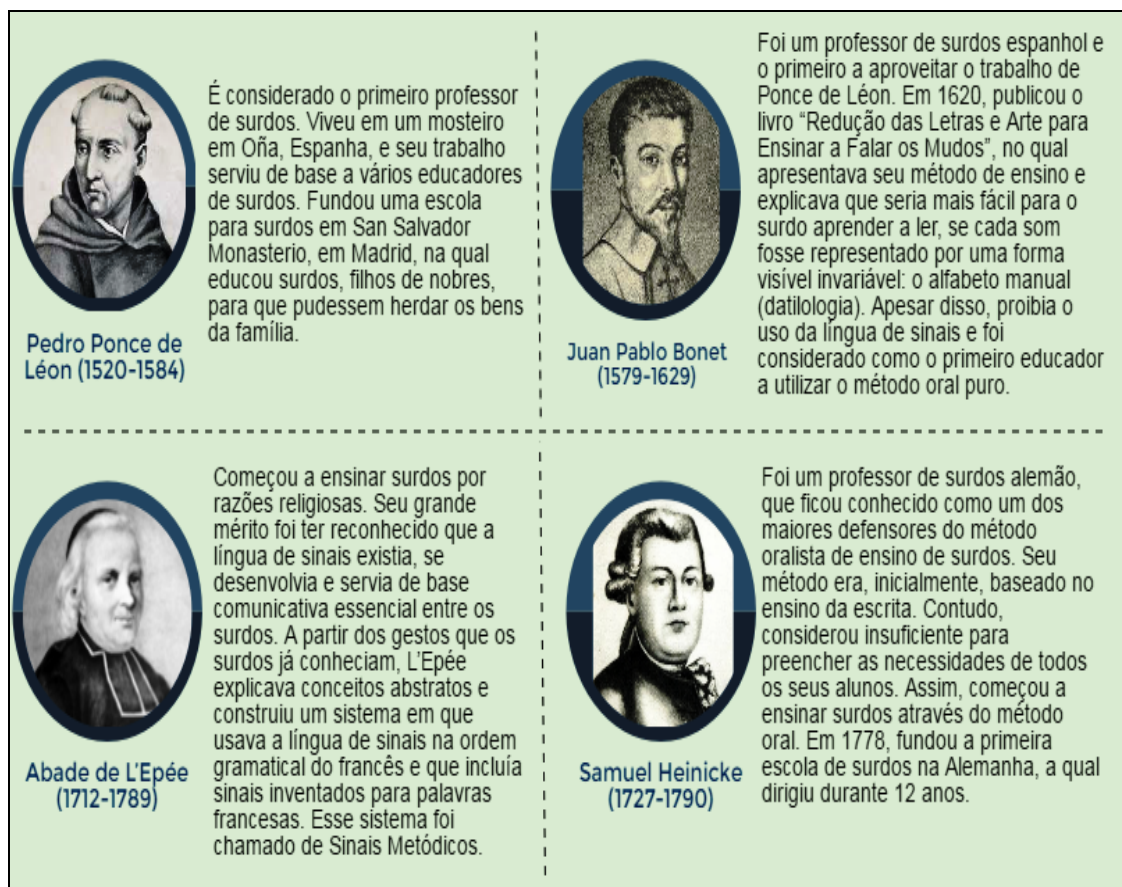 É considerado o primeiro professor
de surdos. Viveu em um mosteiro
em Oña, Espanha, e seu trabalho
serviu de base a vários educadores
de surdos. Fundou uma escola
para surdos em San Salvador
Monasterio, em Madrid, na qual
educou surdos, filhos de nobres,
para que pudessem herdar os bens
da família.
Pedro Ponce de
Léon (1520-1584)
Foi um professor de surdos espanhol e
o primeiro a aproveitar o trabalho de
Ponce de Léon. Em 1620, publicou o
livro “Redução das Letras e Arte para
Ensinar a Falar os Mudos”, no qual
apresentava seu método de ensino e
explicava que seria mais fácil para o
surdo aprender a ler, se cada som
fosse representado por uma forma
visível invariável: o alfabeto manual
(datilologia). Apesar disso, proibia o
uso da língua de sinais e foi
considerado como o primeiro educador
a utilizar o método oral puro.
Juan Pablo Bonet
(1579-1629)
Começou a ensinar surdos por
razões religiosas. Seu grande
mérito foi ter reconhecido que a
língua de sinais existia, se
desenvolvia e servia de base
comunicativa essencial entre os
surdos. A partir dos gestos que os
surdos já conheciam, L’Epée
explicava conceitos abstratos e
construiu um sistema em que
usava a língua de sinais na ordem
gramatical do francês e que incluía
sinais inventados para palavras
francesas. Esse sistema foi
chamado de Sinais Metódicos.
Abade de L’Epée
(1712-1789)
Foi um professor de surdos alemão,
que ficou conhecido como um dos
maiores defensores do método
oralista de ensino de surdos. Seu
método era, inicialmente, baseado no
ensino da escrita. Contudo,
considerou insuficiente para
preencher as necessidades de todos
os seus alunos. Assim, começou a
ensinar surdos através do método
oral. Em 1778, fundou a primeira
escola de surdos na Alemanha, a qual
dirigiu durante 12 anos.
Samuel Heinicke
(1727-1790)